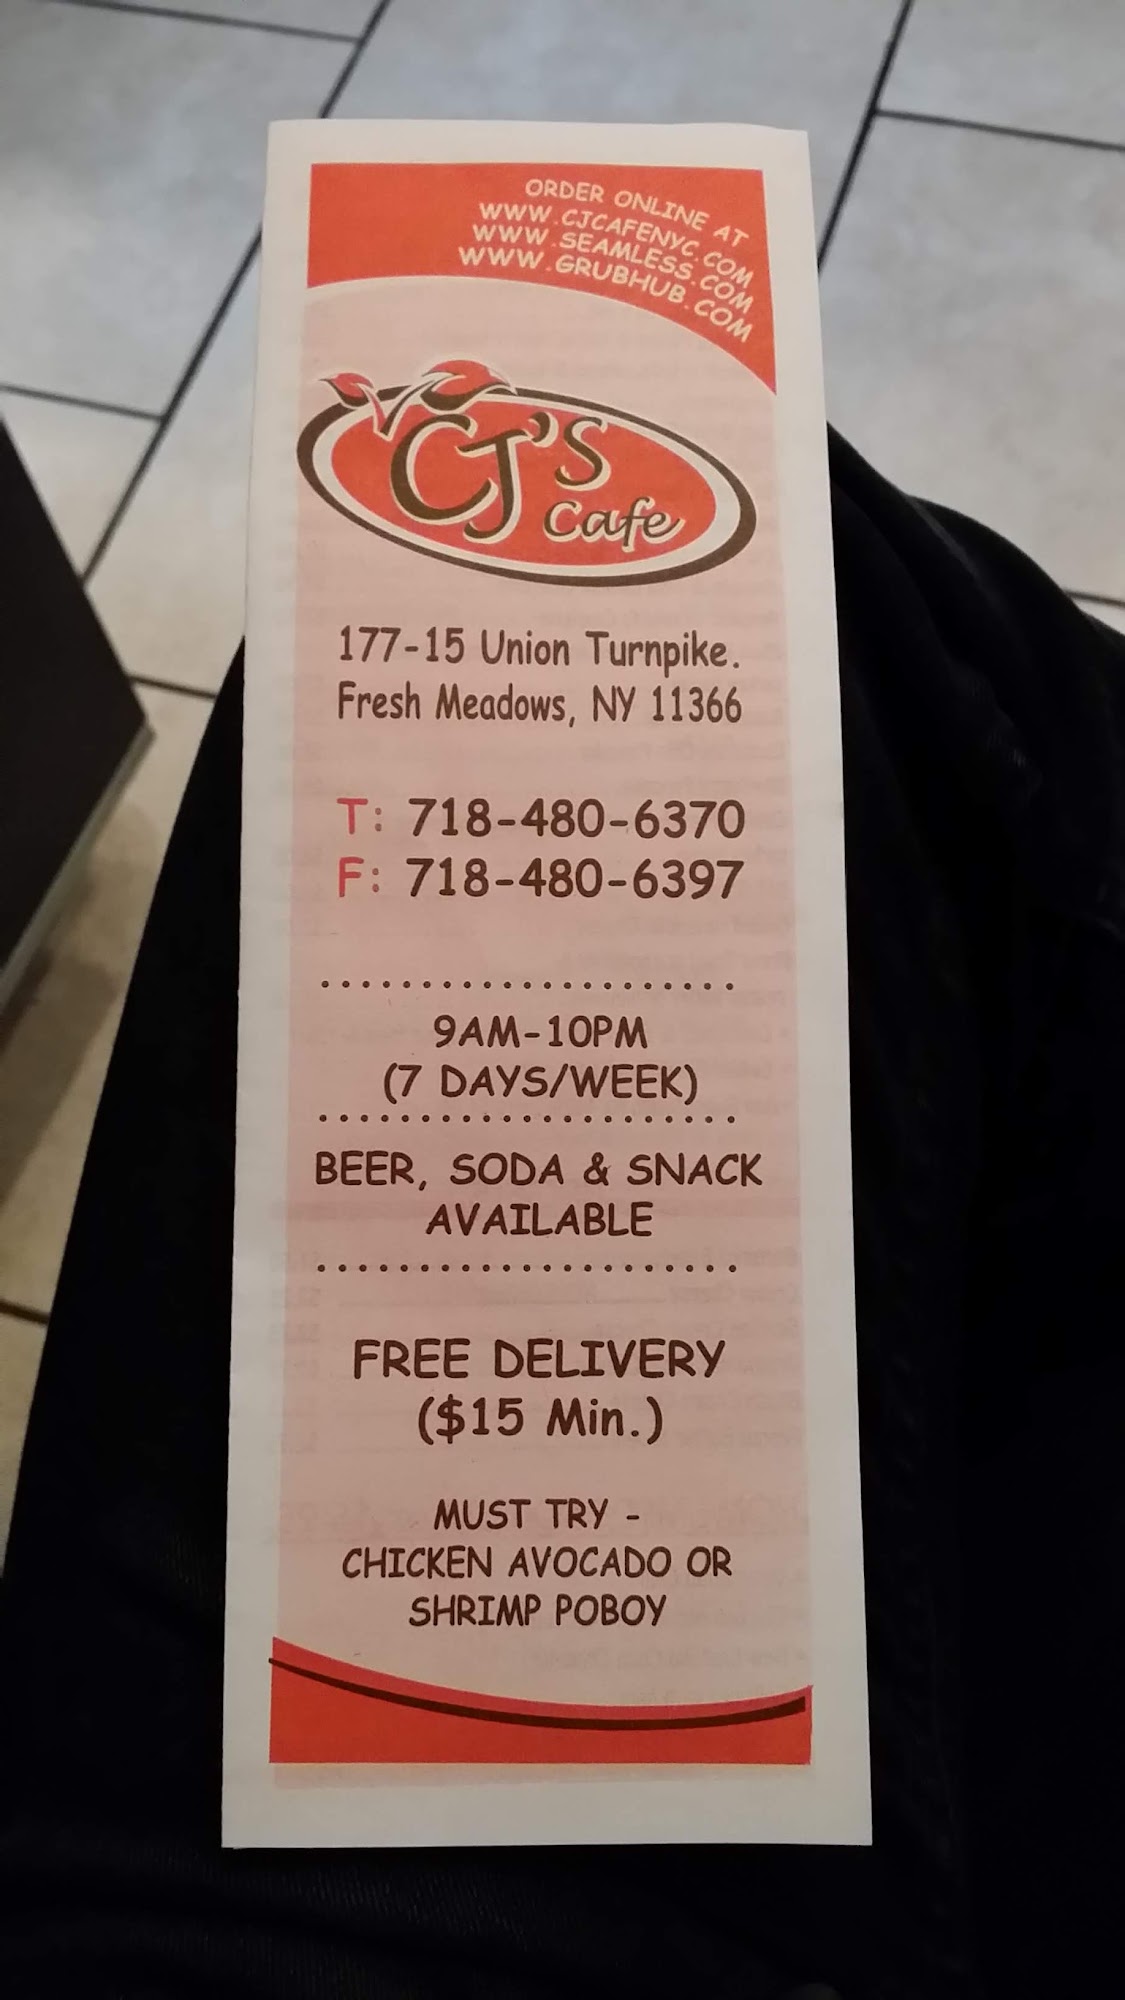 ORDER ONLINE AT
WWW.CJCAFENYC.COM
WWW.SEAMLESS.COM
WWW.GRUBHUB.COM
CJ'S
Cafe
177-15 Union Turnpike.
Fresh Meadows, NY 11366
T: 718-480-6370
F: 718-480-6397
9AM-10PM
(7 DAYS/WEEK)
BEER, SODA & SNACK
AVAILABLE
FREE DELIVERY
($15 Min.)
MUST TRY -
CHICKEN AVOCADO OR
SHRIMP POBOY